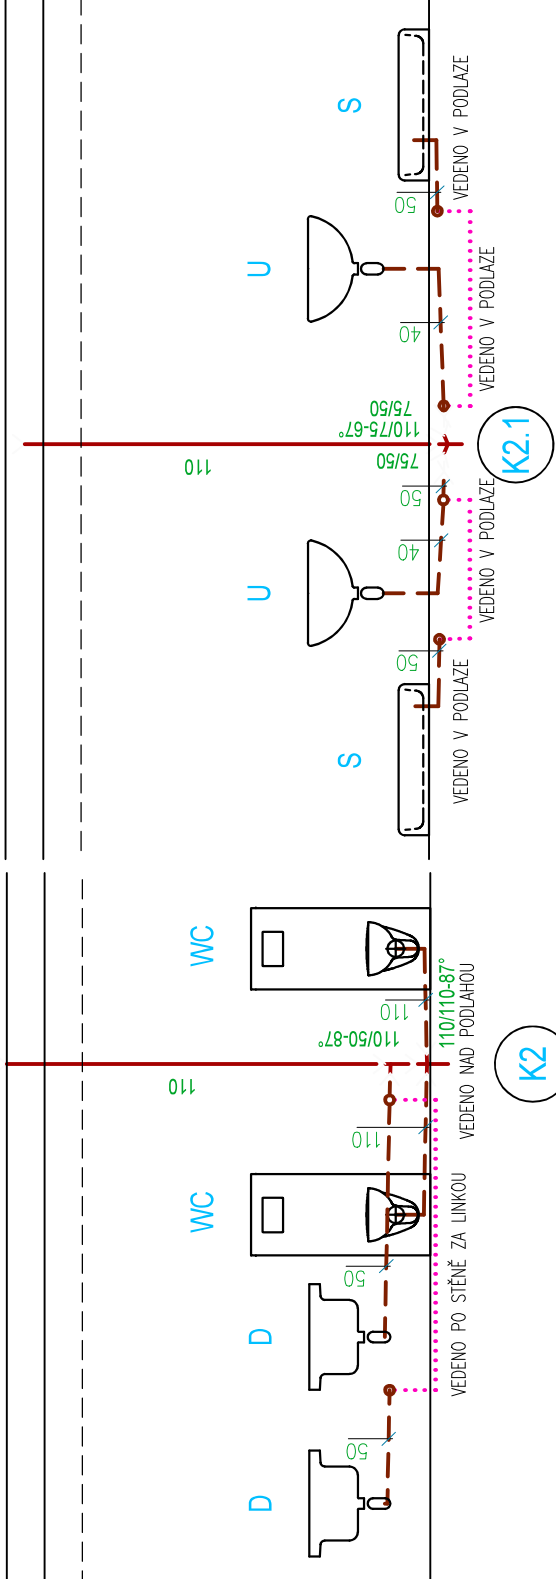 S
VEDENO V PODLAZE
50
U
40
VEDENO V PODLAZE
75/50
110/75-67°
110
75/50
K2.1
50
VEDENO V PODLAZE
40
U
50
VEDENO V PODLAZE
S
WC
110
110/110-87°
VEDENO NAD PODLAHOU
110/50-87°
110
K2
110
WC
VEDENO PO STĚNĚ ZA LINKOU
50
D
50
D